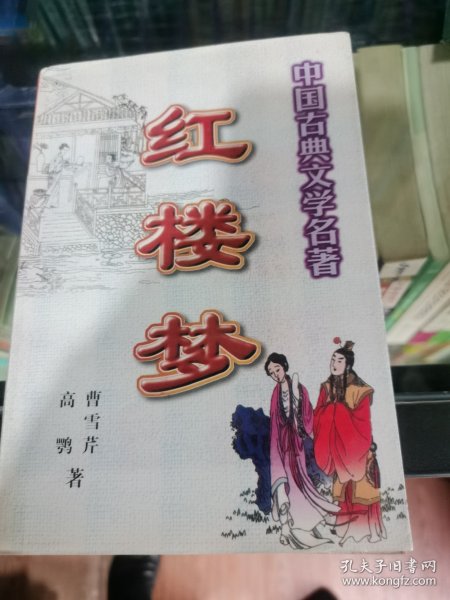 中国古典文学名著
红楼梦
曹雪芹
高鹗 著
孔夫子旧书网
www.kongfz.com